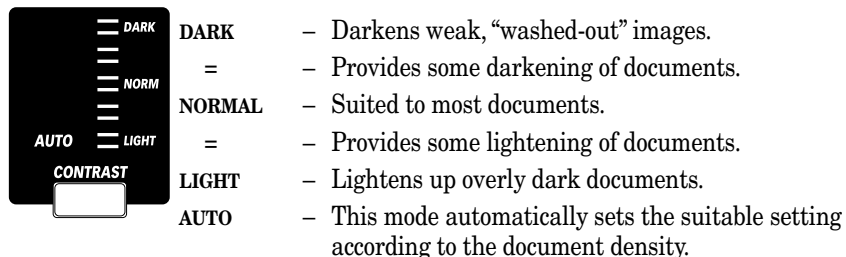 DARK
NORM
AUTO LIGHT
CONTRAST
DARK – Darkens weak, “washed-out” images.
= – Provides some darkening of documents.
NORMAL – Suited to most documents.
= – Provides some lightening of documents.
LIGHT – Lightens up overly dark documents.
AUTO – This mode automatically sets the suitable setting
according to the document density.